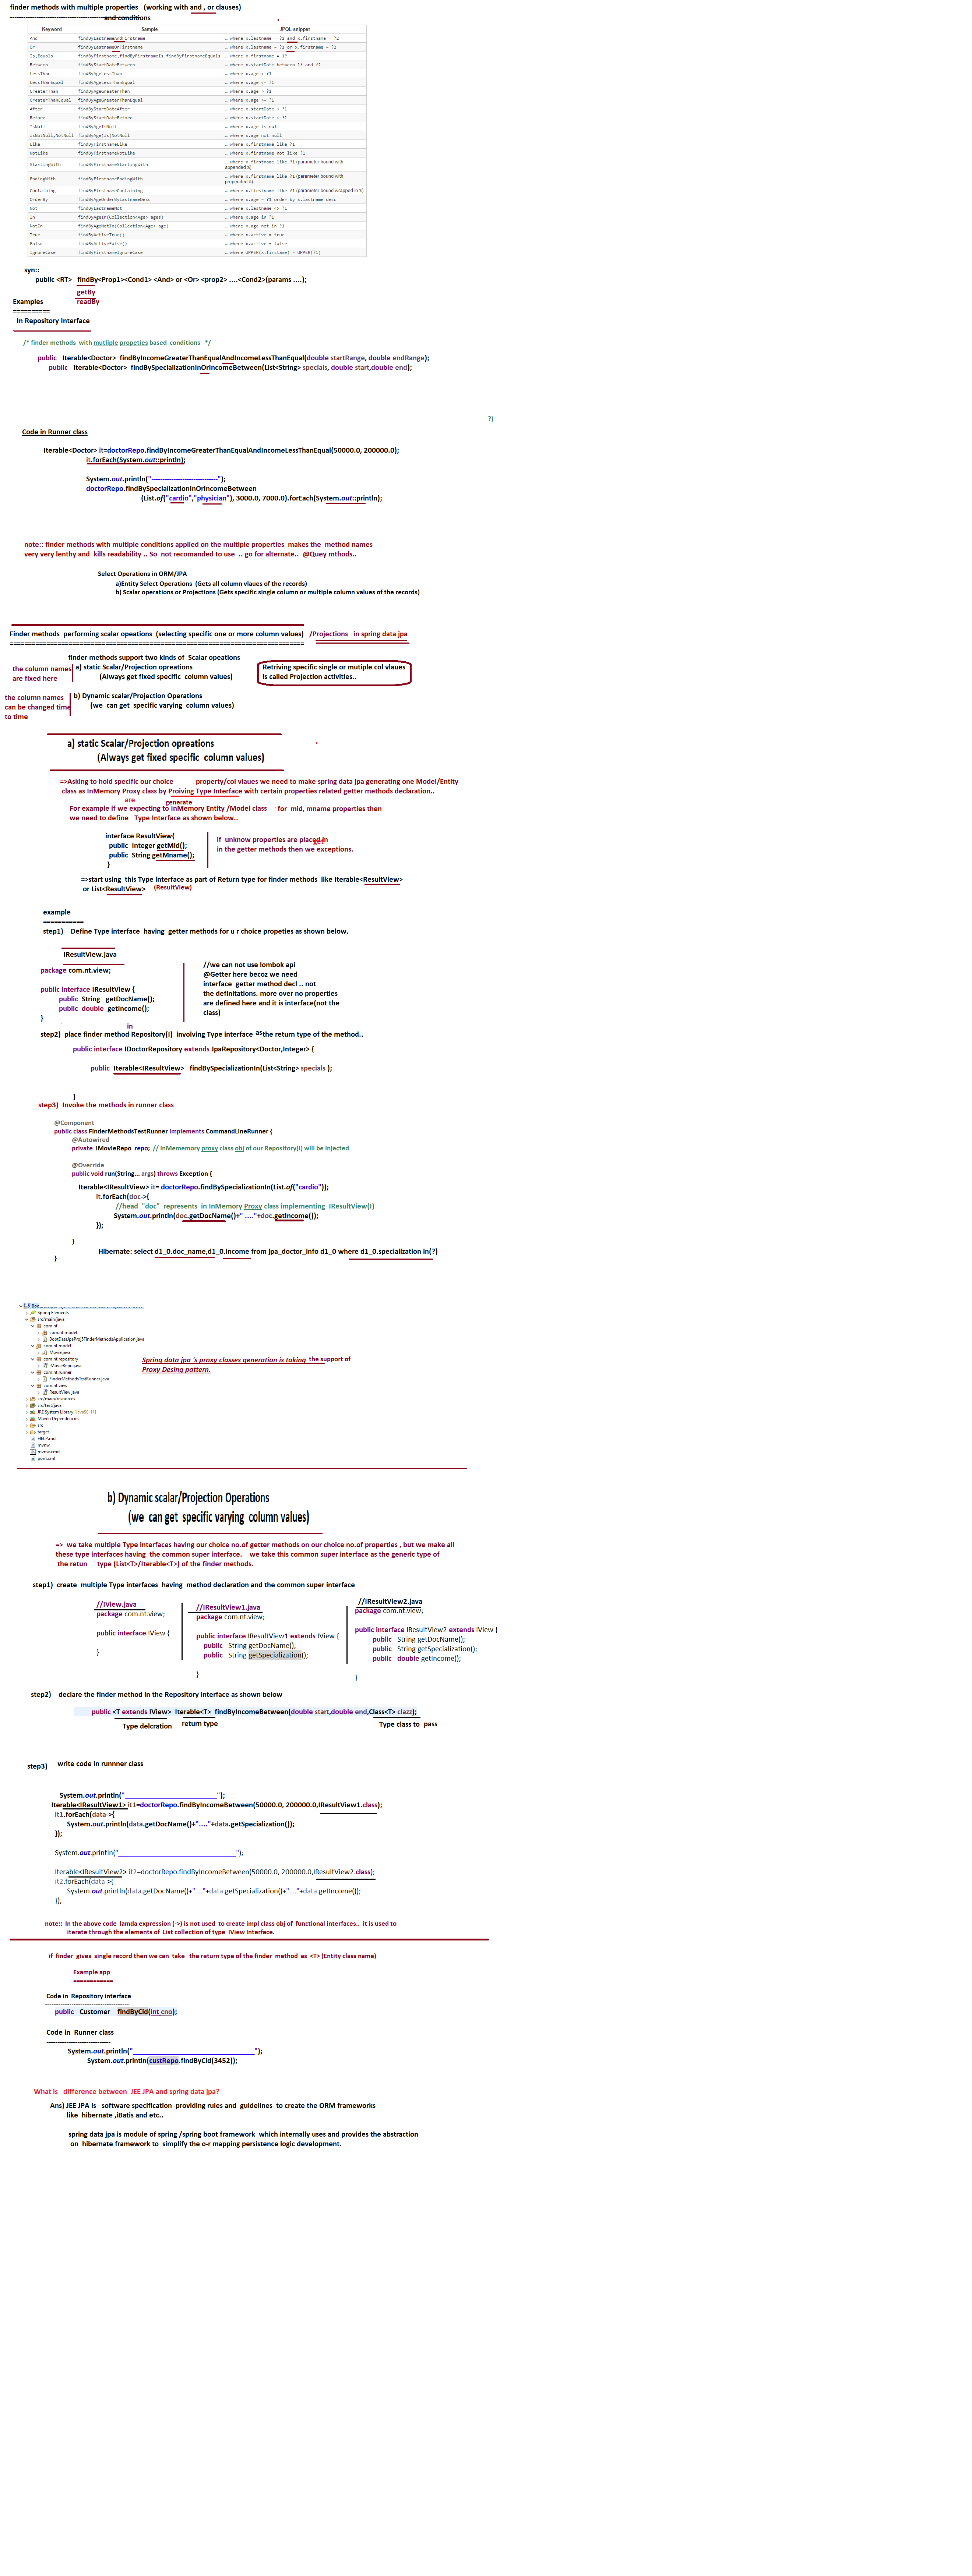 finder methods with multiple properties (working with and , or clauses)
and conditions
Keyword Sample JPQL snippet
And findByLastnameAndFirstname … where x.lastname = ?1 and x.firstname = ?2
Or findByLastnameOrFirstname … where x.lastname = ?1 or x.firstname = ?2
Is,Equals findByFirstname,findByFirstnameIs,findByFirstnameEquals … where x.firstname = 1?
Between findByStartDateBetween … where x.startDate between 1? and ?2
LessThan findByAgeLessThan … where x.age < ?1
LessThanEqual findByAgeLessThanEqual … where x.age <= ?1
GreaterThan findByAgeGreaterThan … where x.age > ?1
GreaterThanEqual findByAgeGreaterThanEqual … where x.age >= ?1
After findByStartDateAfter … where x.startDate > ?1
Before findByStartDateBefore … where x.startDate < ?1
IsNull findByAgeIsNull … where x.age is null
IsNotNull,NotNull findByAge(Is)NotNull … where x.age not null
Like findByFirstnameLike … where x.firstname like ?1
NotLike findByFirstnameNotLike … where x.firstname not like ?1
StartingWith findByFirstnameStartingWith … where x.firstname like ?1 (parameter bound with
appended %)
EndingWith findByFirstnameEndingWith … where x.firstname like ?1 (parameter bound with
prepended %)
Containing findByFirstnameContaining … where x.firstname like ?1 (parameter bound wrapped in %)
OrderBy findByAgeOrderByLastnameDesc … where x.age = ?1 order by x.lastname desc
Not findByLastnameNot … where x.lastname <> ?1
In findByAgeIn(Collection<Age> ages) … where x.age in ?1
NotIn findByAgeNotIn(Collection<Age> age) … where x.age not in ?1
True findByActiveTrue() … where x.active = true
False findByActiveFalse() … where x.active = false
IgnoreCase findByFirstnameIgnoreCase … where UPPER(x.firstame) = UPPER(?1)
syn::
public <RT> findBy<Prop1><Cond1> <And> or <Or> <prop2> ....<Cond2>(params ....);
getBy
Examples readBy
==========
In Repository Interface
/* finder methods with mutliple propeties based conditions */
public Iterable<Doctor> findByIncomeGreaterThanEqualAndIncomeLessThanEqual(double startRange, double endRange);
public Iterable<Doctor> findBySpecializationInOrIncomeBetween(List<String> specials, double start,double end);
?)
Code in Runner class
Iterable<Doctor> it=doctorRepo.findByIncomeGreaterThanEqualAndIncomeLessThanEqual(50000.0, 200000.0);
it.forEach(System.out::println);
System.out.println("------------------------------");
doctorRepo.findBySpecializationInOrIncomeBetween
(List.of("cardio","physician"), 3000.0, 7000.0).forEach(System.out::println);
note:: finder methods with multiple conditions applied on the multiple properties makes the method names
very very lenthy and kills readability .. So not recomanded to use .. go for alternate.. @Quey mthods..
Select Operations in ORM/JPA
a)Entity Select Operations (Gets all column vlaues of the records)
b) Scalar operations or Projections (Gets specific single column or multiple column values of the records)
Finder methods performing scalar opeations (selecting specific one or more column values) /Projections in spring data jpa
finder methods support two kinds of Scalar opeations
the column names
are fixed here
a) static Scalar/Projection opreations
(Always get fixed specific column values)
Retriving specific single or mutiple col vlaues
is called Projection activities..
the column names
can be changed time
to time
b) Dynamic scalar/Projection Operations
(we can get specific varying column values)
a) static Scalar/Projection opreations
(Always get fixed specific column values)
=>Asking to hold specific our choice property/col vlaues we need to make spring data jpa generating one Model/Entity
class as InMemory Proxy class by Proiving Type Interface with certain properties related getter methods declaration..
are generate
For example if we expecting to InMemory Entity /Model class for mid, mname properties then
we need to define Type Interface as shown below..
interface ResultView{
public Integer getMid();
public String getMname();
}
if unknow properties are placed in
get
in the getter methods then we exceptions.
=>start using this Type interface as part of Return type for finder methods like Iterable<ResultView>
or List<ResultView> (ResultView)
example
===========
step1) Define Type interface having getter methods for u r choice propeties as shown below.
IResultView.java
package com.nt.view;
public interface IResultView {
public String getDocName();
public double getIncome();
}
//we can not use lombok api
@Getter here becoz we need
interface getter method decl .. not
the definitations. more over no properties
are defined here and it is interface(not the
class)
in
step2) place finder method Repository(I) involving Type interface as the return type of the method..
public interface IDoctorRepository extends JpaRepository<Doctor,Integer> {
public Iterable<IResultView> findBySpecializationIn(List<String> specials );
}
step3) Invoke the methods in runner class
@Component
public class FinderMethodsTestRunner implements CommandLineRunner {
@Autowired
private IMovieRepo repo; // InMememory proxy class obj of our Repository(I) will be injected
@Override
public void run(String... args) throws Exception {
Iterable<IResultView> it= doctorRepo.findBySpecializationIn(List.of("cardio"));
it.forEach(doc->{
//head "doc" represents in InMemory Proxy class implementing IResultView(I)
System.out.println(doc.getDocName()+" ...."+doc.getIncome());
});
}
Hibernate: select d1_0.doc_name,d1_0.income from jpa_doctor_info d1_0 where d1_0.specialization in(?)
}
Spring Elements
src/main/java
com.nt
com.nt.model
BootDataJpaProj5FinderMethodsApplication.java
com.nt.model
Movie.java
com.nt.repository
IMovieRepo.java
com.nt.runner
FinderMethodsTestRunner.java
com.nt.view
ResultView.java
src/main/resources
src/test/java
JRE System Library [JavaSE-11]
Maven Dependencies
src
target
HELP.md
mvnw
mvnw.cmd
pom.xml
Spring data jpa 's proxy classes generation is taking the support of
Proxy Desing pattern.
b) Dynamic scalar/Projection Operations
(we can get specific varying column values)
=> we take multiple Type interfaces having our choice no.of getter methods on our choice no.of properties , but we make all
these type interfaces having the common super interface. we take this common super interface as the generic type of
the retun type (List<T>/Iterable<T>) of the finder methods.
step1) create multiple Type interfaces having method declaration and the common super interface
//IView.java
package com.nt.view;
public interface IView {
}
//IResultView1.java
package com.nt.view;
public interface IResultView1 extends IView {
public String getDocName();
public String getSpecialization();
}
//IResultView2.java
package com.nt.view;
public interface IResultView2 extends IView {
public String getDocName();
public String getSpecialization();
public double getIncome();
}
step2) declare the finder method in the Repository interface as shown below
public <T extends IView> Iterable<T> findByIncomeBetween(double start,double end,Class<T> clazz);
Type delcration return type Type class to pass
step3) write code in runnner class
System.out.println("___________________________");
Iterable<IResultView1> it1=doctorRepo.findByIncomeBetween(50000.0, 200000.0,IResultView1.class);
it1.forEach(data->{
System.out.println(data.getDocName()+"...."+data.getSpecialization());
});
System.out.println("___________________________________");
Iterable<IResultView2> it2=doctorRepo.findByIncomeBetween(50000.0, 200000.0,IResultView2.class);
it2.forEach(data->{
System.out.println(data.getDocName()+"...."+data.getSpecialization()+"...."+data.getIncome());
});
note:: In the above code lamda expression (->) is not used to create impl class obj of functional interfaces.. it is used to
iterate through the elements of List collection of type IView Interface.
if finder gives single record then we can take the return type of the finder method as <T> (Entity class name)
Example app
============
Code in Repository interface
public Customer findByCid(int cno);
Code in Runner class
System.out.println("____________________________________");
System.out.println(custRepo.findByCid(3452));
What is difference between JEE JPA and spring data jpa?
Ans) JEE JPA is software specification providing rules and guidelines to create the ORM frameworks
like hibernate ,iBatis and etc..
spring data jpa is module of spring /spring boot framework which internally uses and provides the abstraction
on hibernate framework to simplify the o-r mapping persistence logic development.